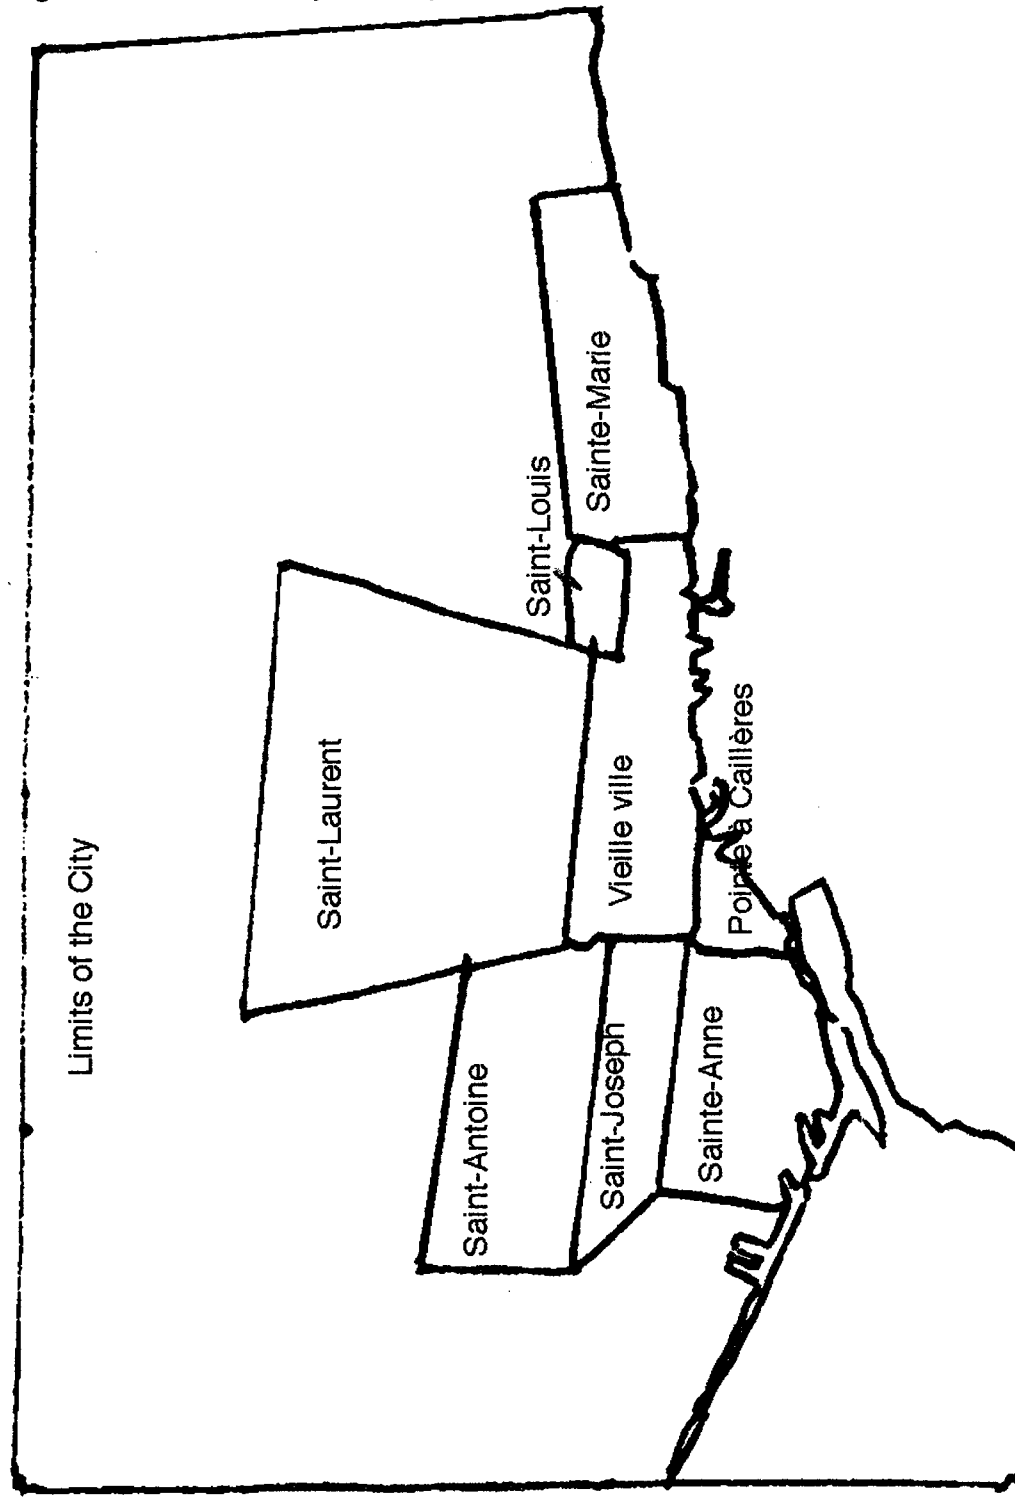 Limits of the City
Saint-Laurent
Saint-Antoine
Saint-Louis
Sainte-Marie
Saint-Joseph
Vieille ville
Sainte-Anne
Pointe à Caillères